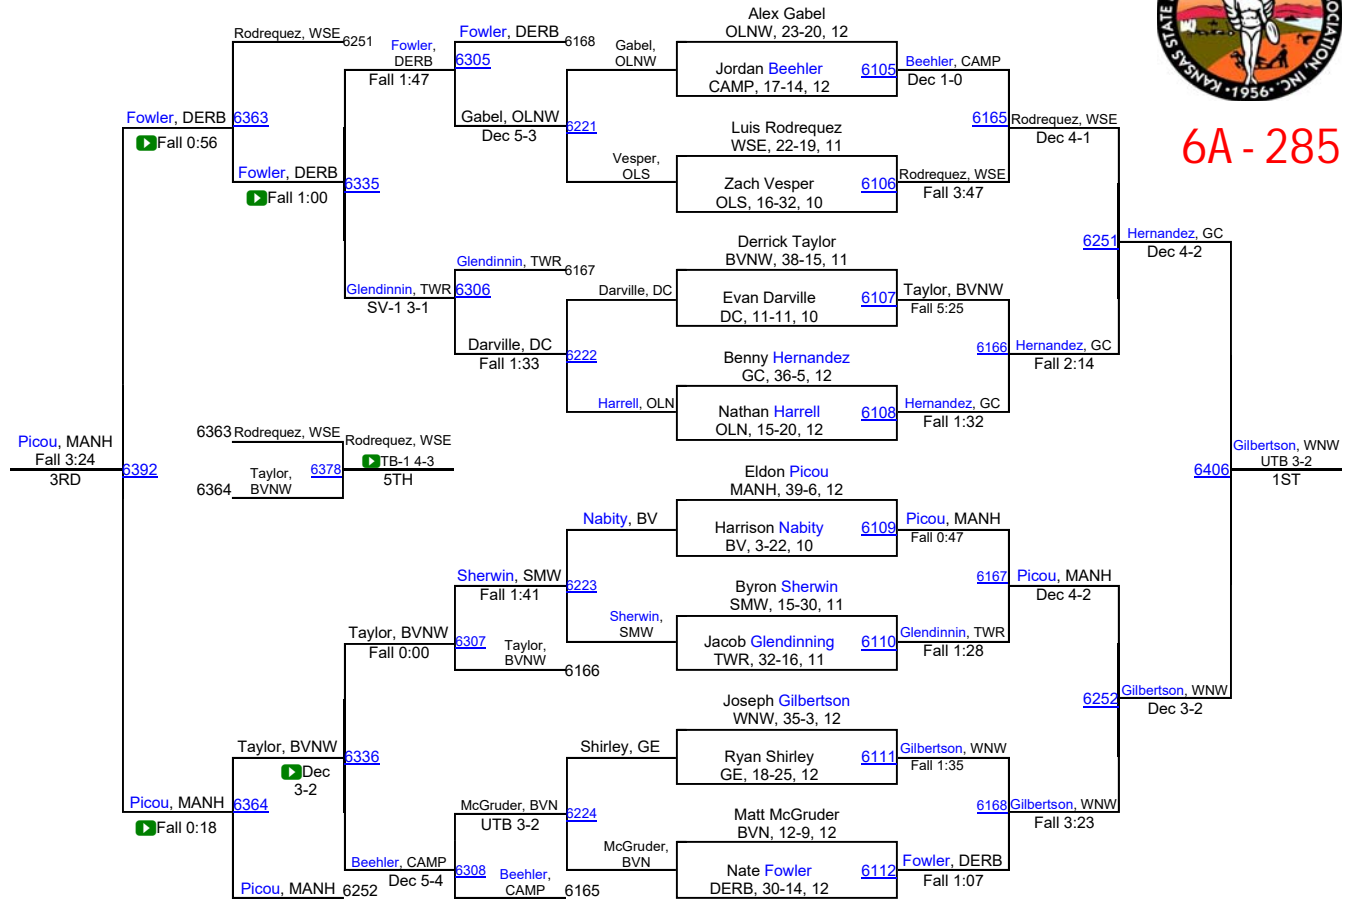 Alex Gabel
OLNW, 23-20, 12
Jordan Beehler
CAMP, 17-14, 12
6105
Luis Rodrequez
WSE, 22-19, 11
Zach Vesper
OLS, 16-32, 10
6106
Derrick Taylor
BVNW, 38-15, 11
Evan Darville
DC, 11-11, 10
6107
Benny Hernandez
GC, 36-5, 12
Nathan Harrell
OLN, 15-20, 12
6108
Eldon Picou
MANH, 39-6, 12
Harrison Nabity
BV, 3-22, 10
6109
Byron Sherwin
SMW, 15-30, 11
Jacob Glendinning
TWR, 32-16, 11
6110
Joseph Gilbertson
WNW, 35-3, 12
Ryan Shirley
GE, 18-25, 12
6111
Matt McGruder
BVN, 12-9, 12
Nate Fowler
DERB, 30-14, 12
6112
Beehler, CAMP
Dec 1-0
6165
Rodrequez, WSE
Fall 3:47
Taylor, BVNW
Fall 5:25
6166
Hernandez, GC
Fall 1:32
Picou, MANH
Fall 0:47
6167
Glendinnin, TWR
Fall 1:28
Gilbertson, WNW
Fall 1:35
6168
Fowler, DERB
Fall 1:07
Rodrequez, WSE
Dec 4-1
6251
Hernandez, GC
Fall 2:14
Picou, MANH
Dec 4-2
6252
Gilbertson, WNW
Fall 3:23
Hernandez, GC
Dec 4-2
6406
Gilbertson, WNW
Dec 3-2
Gilbertson, WNW
UTB 3-2
1ST
KANSAS STATE
1956
INC.
6A - 285
Gabel,
OLNW
6221
Vesper,
OLS
Darville, DC
6222
Harrell, OLN
Nabity, BV
6223
Sherwin,
SMW
Shirley, GE
6224
McGruder,
BVN
Fowler, DERB
6168
6305
Gabel, OLNW
Dec 5-3
Glendinnin, TWR
6167
6306
Darville, DC
Fall 1:33
Sherwin, SMW
Fall 1:41
6307
Taylor,
BVNW
6166
McGruder, BVN
UTB 3-2
6308
Beehler,
CAMP
6165
Fowler,
DERB
Fall 1:47
6335
Glendinnin, TWR
SV-1 3-1
Taylor, BVNW
Fall 0:00
6336
Beehler, CAMP
Dec 5-4
Rodrequez, WSE
6251
6363
Fowler, DERB
Fall 1:00
Taylor, BVNW
Dec
3-2
6364
Picou, MANH
6252
Fowler, DERB
Fall 0:56
6392
Picou, MANH
Fall 0:18
Picou, MANH
Fall 3:24
3RD
6363
Rodrequez, WSE
6378
6364
Taylor,
BVNW
Rodrequez, WSE
TB-1 4-3
5TH